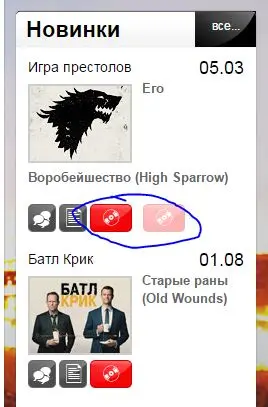 Новинки
все...
Игра престолов
05.03
Его
Воробейшество (High Sparrow)
Батл Крик
01.08
БАТЛ
КРИК
Старые раны
(Old Wounds)